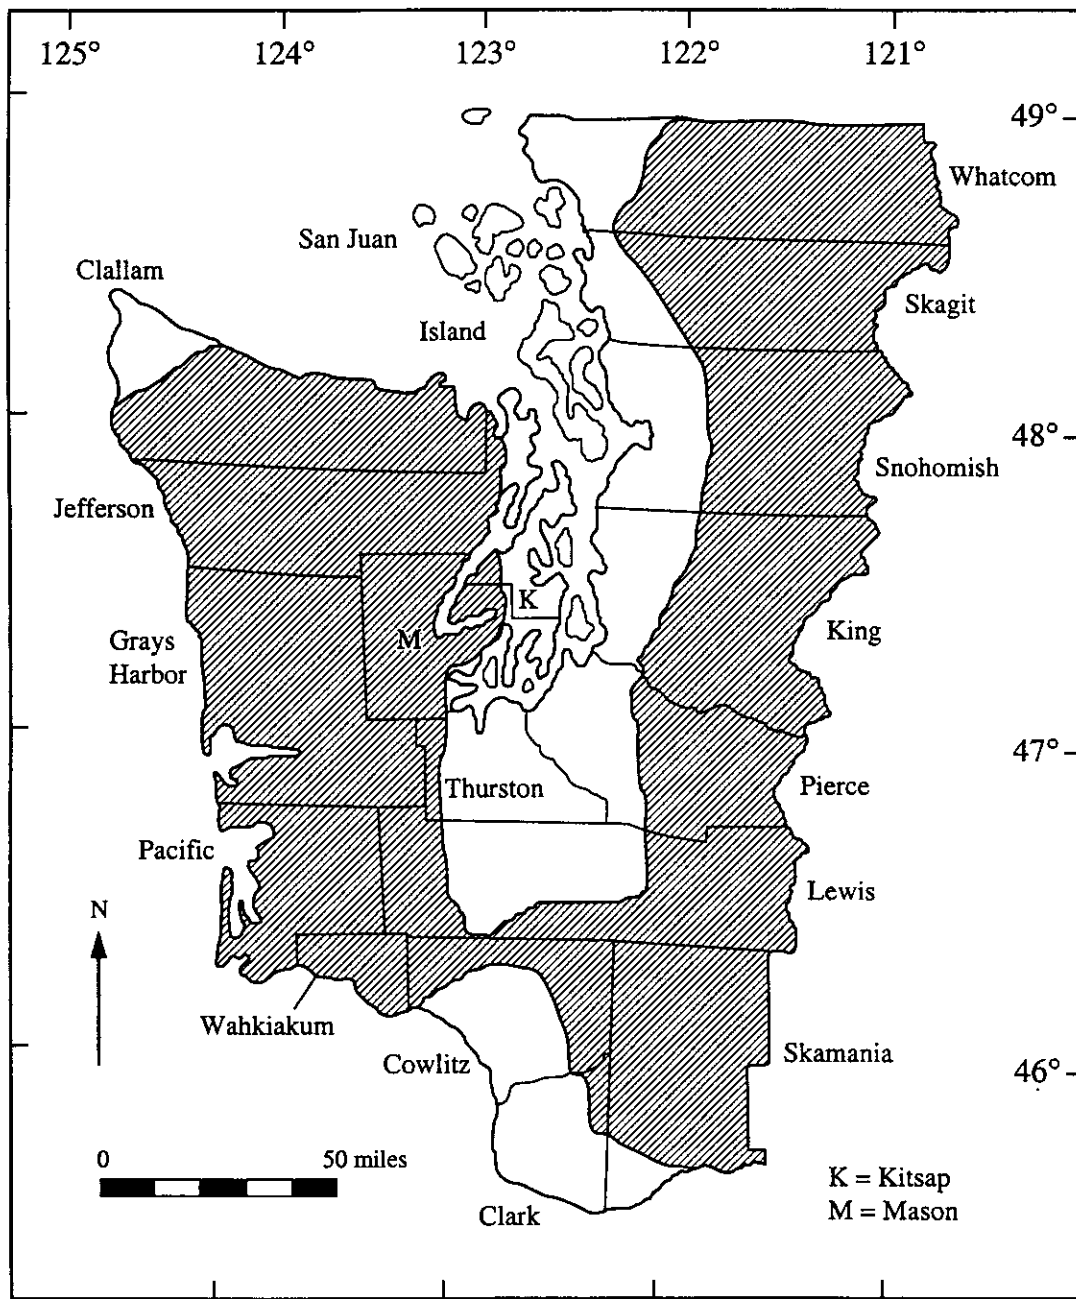 125° 124° 123° 122° 121°
49°
Whatcom
San Juan
Clallam
Skagit
Island
48°
Snohomish
Jefferson
K
King
Grays
Harbor
M
47°
Thurston
Pierce
Pacific
Lewis
N
Wahkiakum
Cowlitz
Skamania
46°
0 50 miles
K = Kitsap
M = Mason
Clark